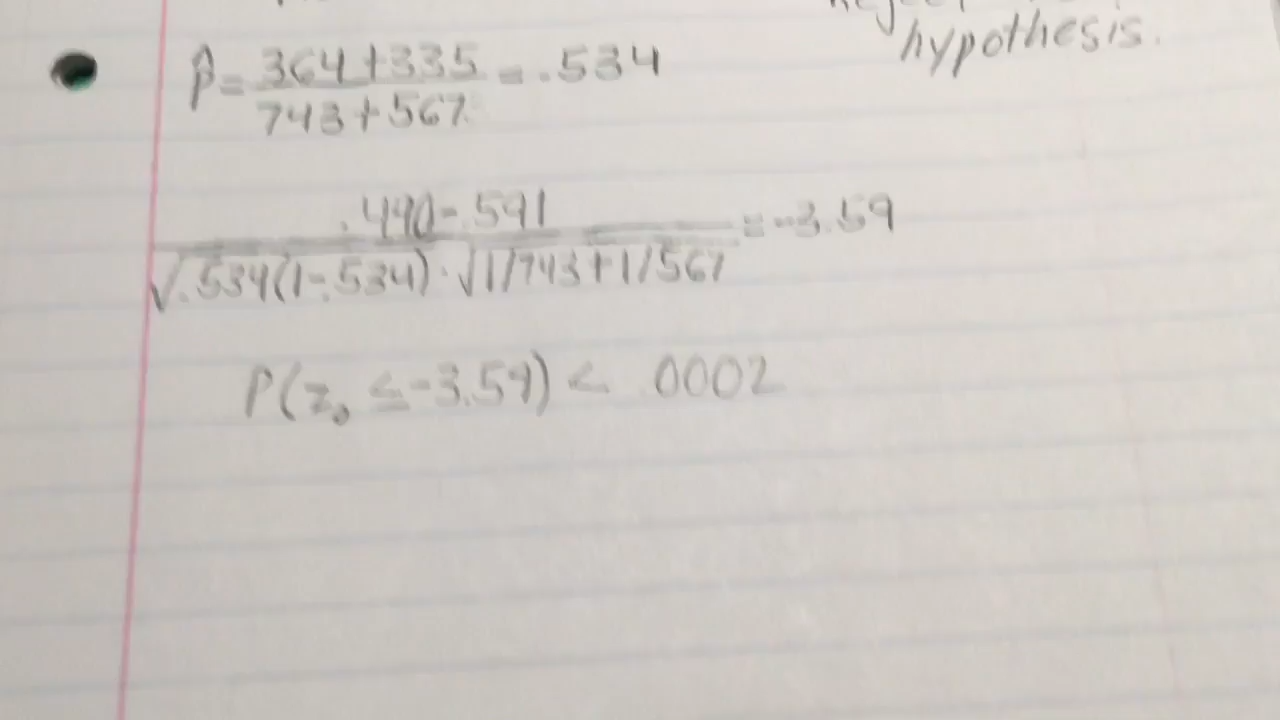 hypothesis.
p̂ = 364+335 / 743+567 = .534
.490-.591 / √.534(1-.534) · √1/743+1/567 = -3.59
P(z₀ ≤ -3.59) < .0002